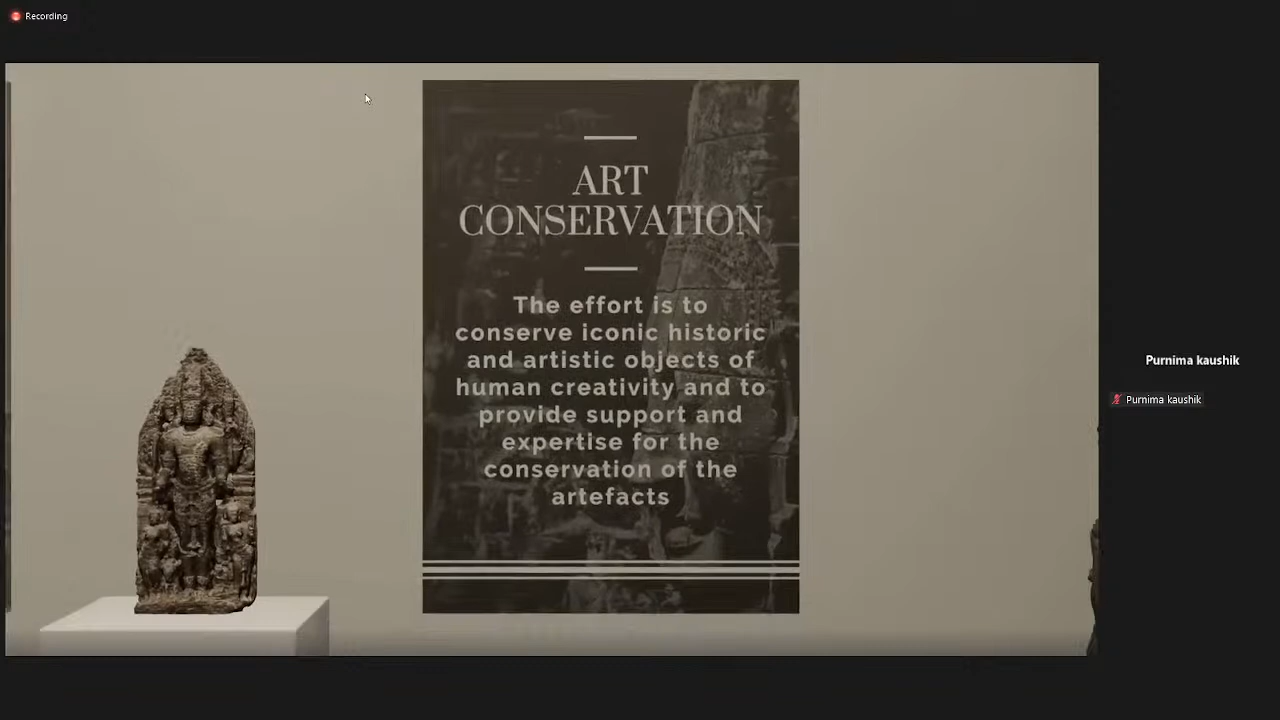 Recording
ART
CONSERVATION
The effort is to
conserve iconic historic
and artistic objects of
human creativity and to
provide support and
expertise for the
conservation of the
artefacts
Purnima kaushik
Purnima kaushik